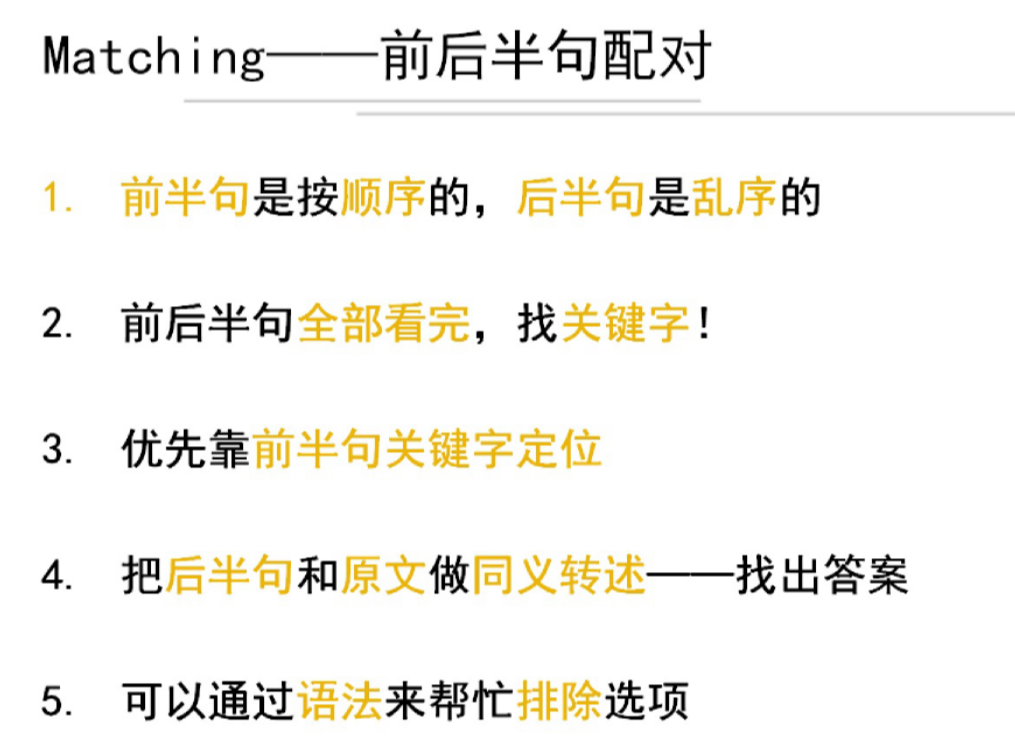 Matching——前后半句配对
1. 前半句是按顺序的，后半句是乱序的
2. 前后半句全部看完，找关键字！
3. 优先靠前半句关键字定位
4. 把后半句和原文做同义转述——找出答案
5. 可以通过语法来帮忙排除选项